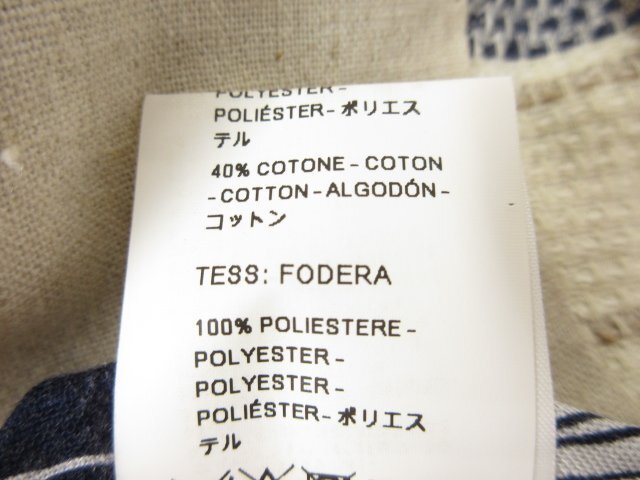 POLYESTER-
POLIÉSTER-ポリエス
テル
40% COTONE-COTON
-COTTON-ALGODÓN-
コットン
TESS: FODERA
100% POLIESTERE-
POLYESTER-
POLYESTER-
POLIÉSTER-ポリエス
テル